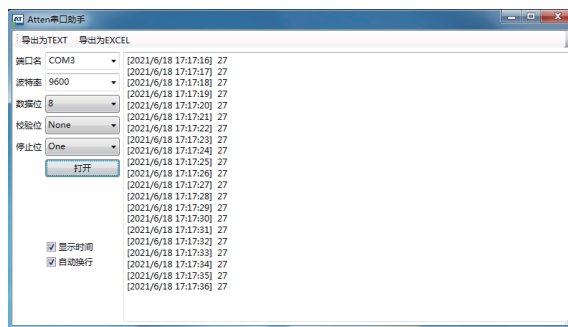 Atten串口助手
导出为TEXT 导出为EXCEL
端口名 COM3
波特率 9600
数据位 8
校验位 None
停止位 One
打开
显示时间
自动换行
[2021/6/18 17:17:16] 27
[2021/6/18 17:17:17] 27
[2021/6/18 17:17:18] 27
[2021/6/18 17:17:19] 27
[2021/6/18 17:17:20] 27
[2021/6/18 17:17:21] 27
[2021/6/18 17:17:22] 27
[2021/6/18 17:17:23] 27
[2021/6/18 17:17:24] 27
[2021/6/18 17:17:25] 27
[2021/6/18 17:17:26] 27
[2021/6/18 17:17:27] 27
[2021/6/18 17:17:28] 27
[2021/6/18 17:17:29] 27
[2021/6/18 17:17:30] 27
[2021/6/18 17:17:31] 27
[2021/6/18 17:17:32] 27
[2021/6/18 17:17:33] 27
[2021/6/18 17:17:34] 27
[2021/6/18 17:17:35] 27
[2021/6/18 17:17:36] 27